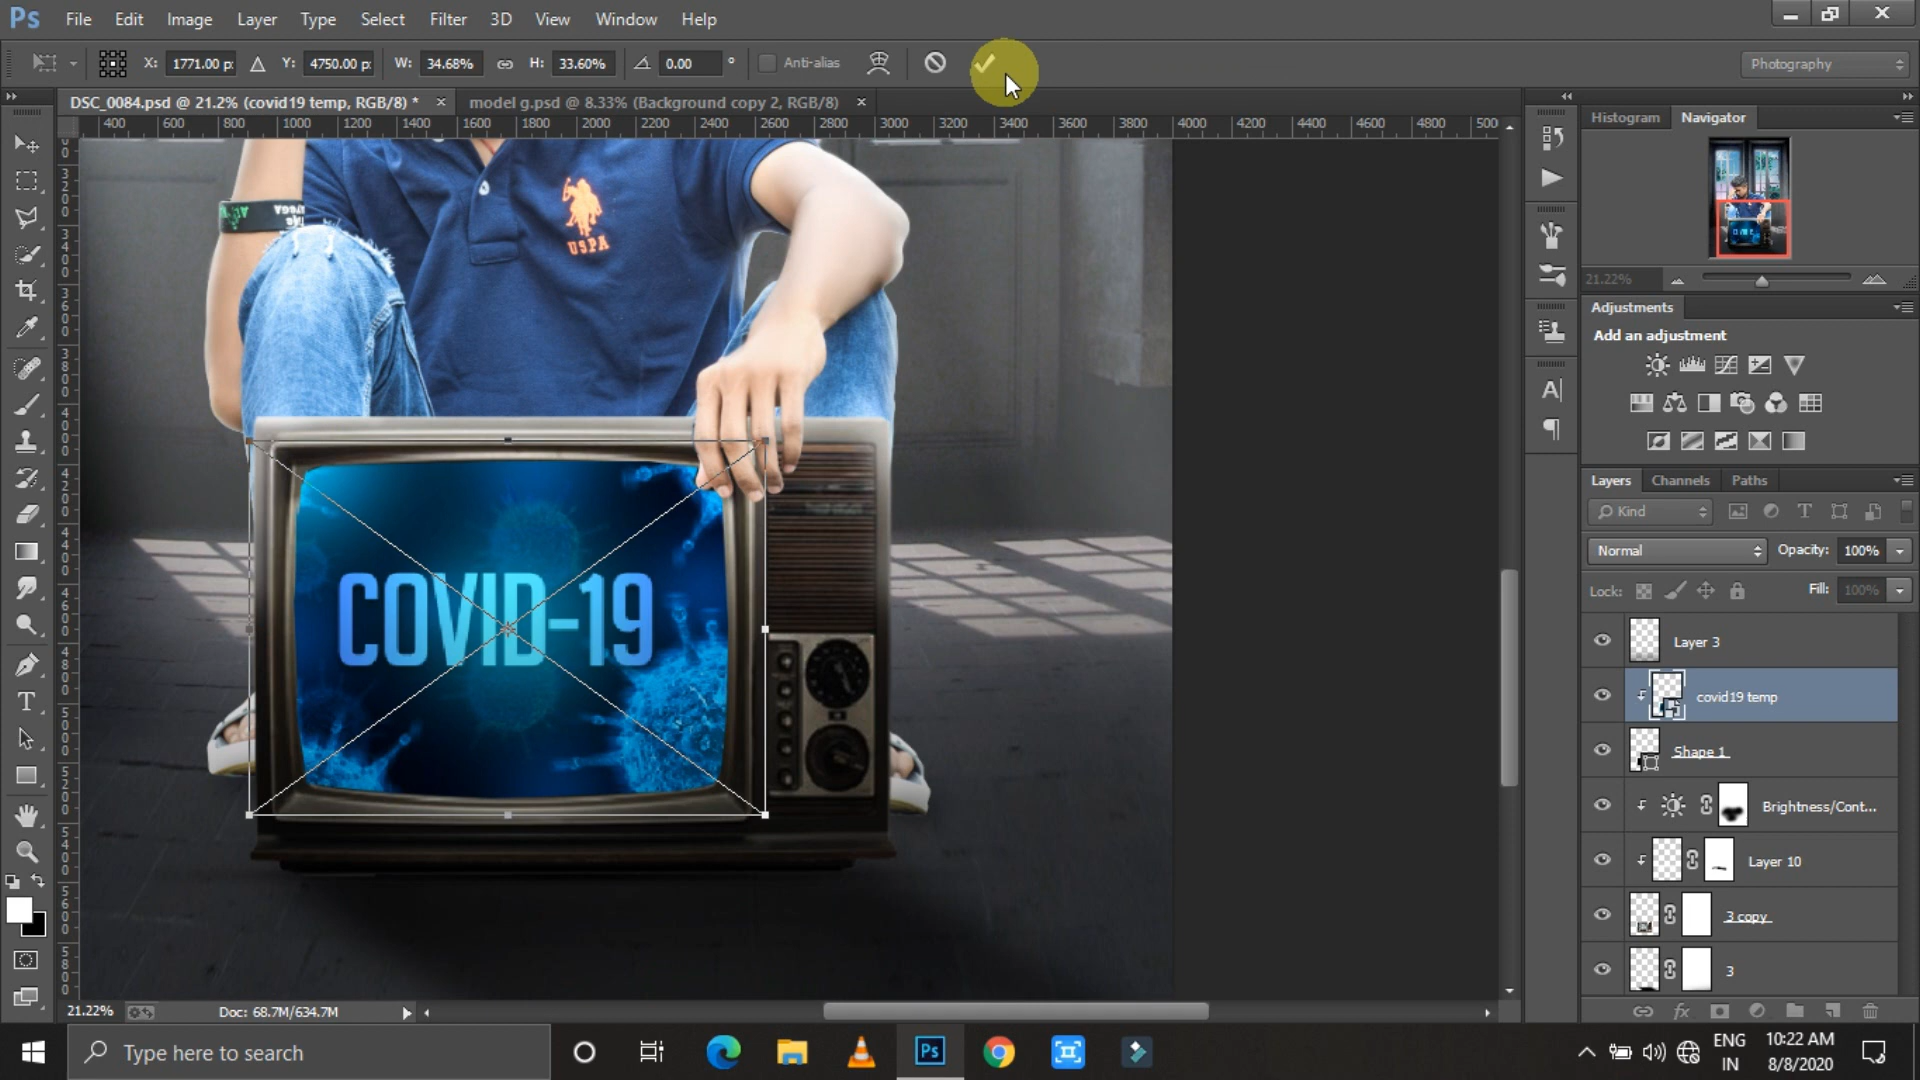 Ps File Edit Image Layer Type Select Filter 3D View Window Help
X: 1771.00 p: Y: 4750.00 p: W: 34.68% H: 33.60% 0.00 ° Anti-alias Photography
DSC_0084.psd @ 21.2% (covid19 temp, RGB/8) * × model g.psd @ 8.33% (Background copy 2, RGB/8) ×
400 600 800 1000 1200 1400 1600 1800 2000 2200 2400 2600 2800 3000 3200 3400 3600 3800 4000 4200 4400 4600 4800
Histogram Navigator
21.22%
Adjustments
Add an adjustment
USPA
COVID-19
Layers Channels Paths
Kind
Normal Opacity: 100%
Lock: Fill: 100%
Layer 3
covid19 temp
Shape 1
Brightness/Cont...
Layer 10
3 copy
3
21.22% Doc: 68.7M/634.7M
Type here to search
Ps
ENG
IN
10:22 AM
8/8/2020